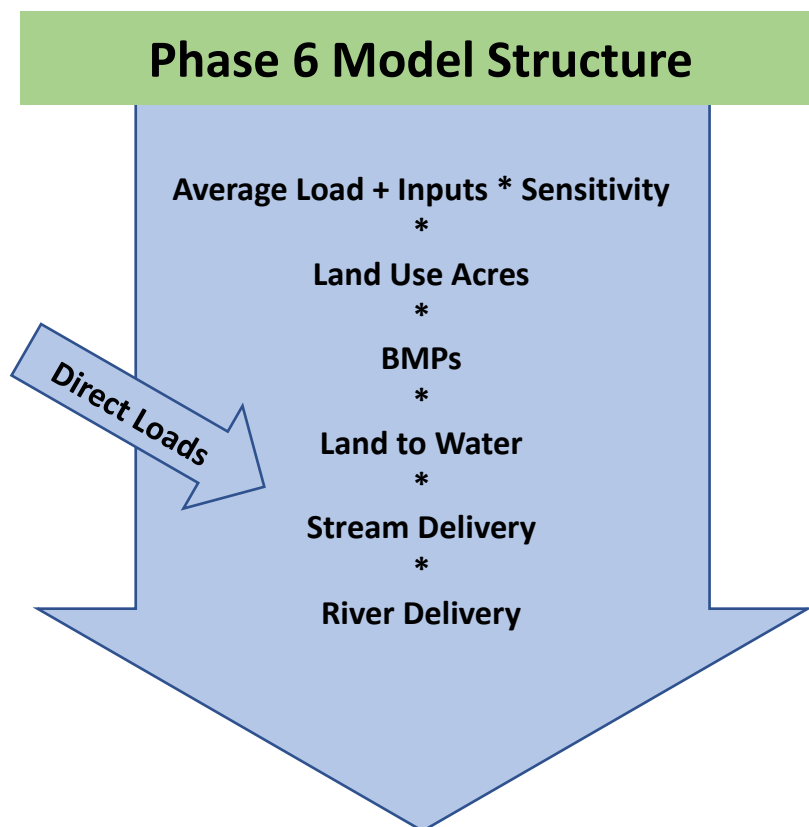 Phase 6 Model Structure
Average Load + Inputs * Sensitivity
*
Land Use Acres
*
BMPs
*
Land to Water
*
Stream Delivery
*
River Delivery
Direct Loads